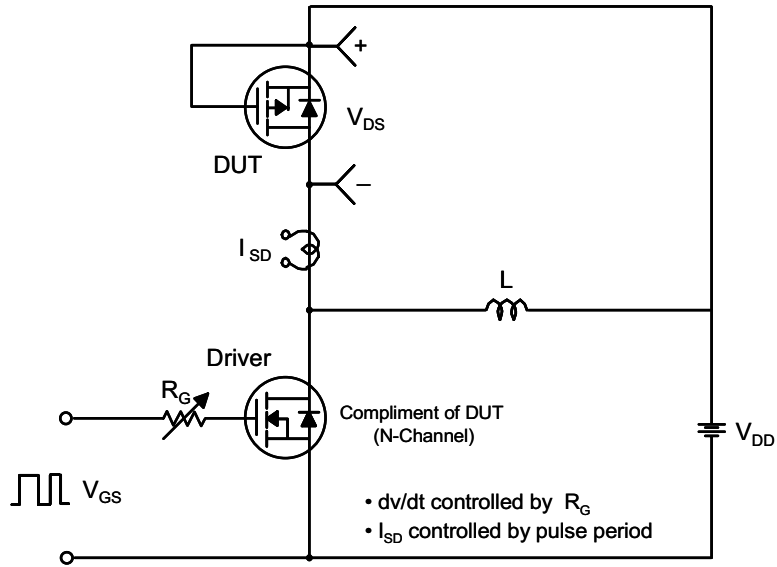 +
V_DS
DUT
–
I_SD
L
Driver
R_G
Compliment of DUT
(N-Channel)
V_DD
V_GS
• dv/dt controlled by R_G
• I_SD controlled by pulse period